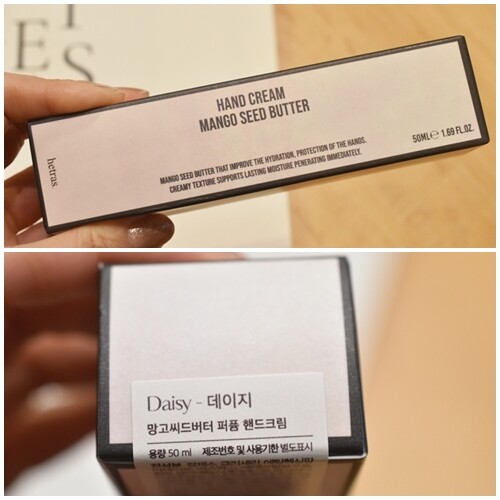 HAND CREAM
MANGO SEED BUTTER
MANGO SEED BUTTER THAT IMPROVE THE HYDRATION, PROTECTION OF THE HANDS.
CREAMY TEXTURE SUPPORTS LASTING MOISTURE PENERATING IMMEDIATELY.
50ML℮ 1.69 FL.OZ.
hetras.
Daisy - 데이지
망고씨드버터 퍼퓸 핸드크림
용량 50 ml 제조번호 및 사용기한 별도표시